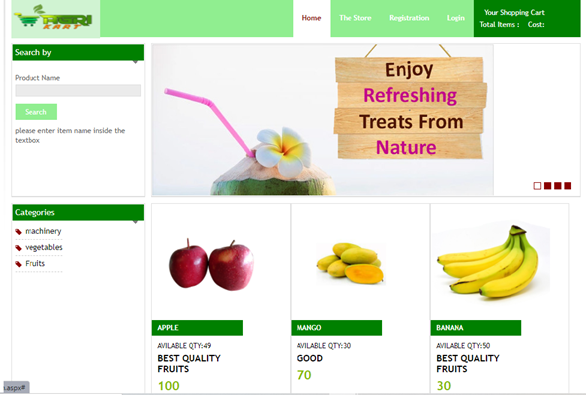 AGRI
KART
Home
The Store
Registration
Login
Your Shopping Cart
Total Items : Cost:
Search by
Product Name
Search
please enter item name inside the
textbox
Enjoy
Refreshing
Treats From
Nature
Categories
machinery
vegetables
Fruits
APPLE
AVILABLE QTY:49
BEST QUALITY
FRUITS
100
MANGO
AVILABLE QTY:30
GOOD
70
BANANA
AVILABLE QTY:50
BEST QUALITY
FRUITS
30
.aspx#